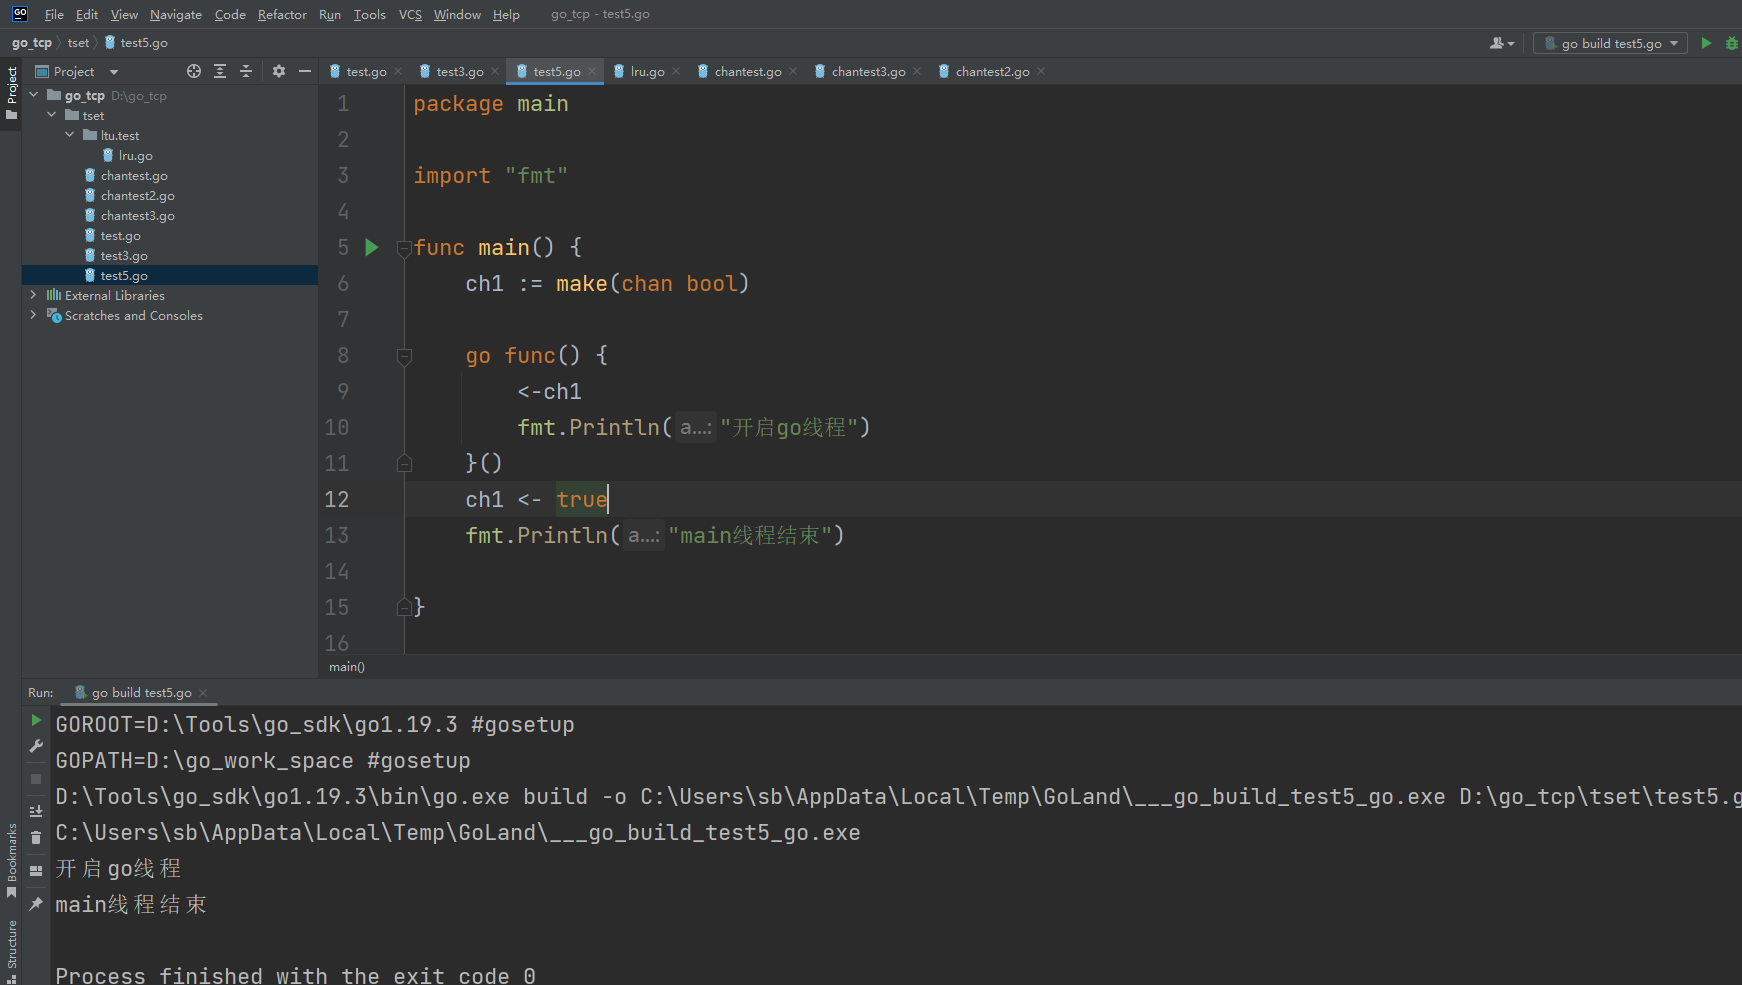 GO File Edit View Navigate Code Refactor Run Tools VCS Window Help go_tcp - test5.go
go_tcp tset test5.go go build test5.go
Project
Project
test.go test3.go test5.go lru.go chantest.go chantest3.go chantest2.go
go_tcp D:\go_tcp
tset
ltu.test
lru.go
chantest.go
chantest2.go
chantest3.go
test.go
test3.go
test5.go
External Libraries
Scratches and Consoles
1 package main
2
3 import "fmt"
4
5 func main() {
6 ch1 := make(chan bool)
7
8 go func() {
9 <-ch1
10 fmt.Println( a...: "开启go线程")
11 }()
12 ch1 <- true
13 fmt.Println( a...: "main线程结束")
14
15 }
16
main()
Run: go build test5.go
GOROOT=D:\Tools\go_sdk\go1.19.3 #gosetup
GOPATH=D:\go_work_space #gosetup
D:\Tools\go_sdk\go1.19.3\bin\go.exe build -o C:\Users\sb\AppData\Local\Temp\GoLand\___go_build_test5_go.exe D:\go_tcp\tset\test5.g
C:\Users\sb\AppData\Local\Temp\GoLand\___go_build_test5_go.exe
开启go线程
main线程结束
Process finished with the exit code 0
Bookmarks
Structure